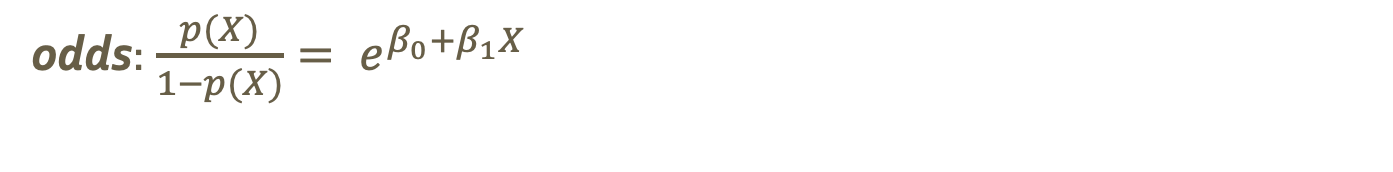 odds: p(X)/1−p(X) = e^β₀+β₁X